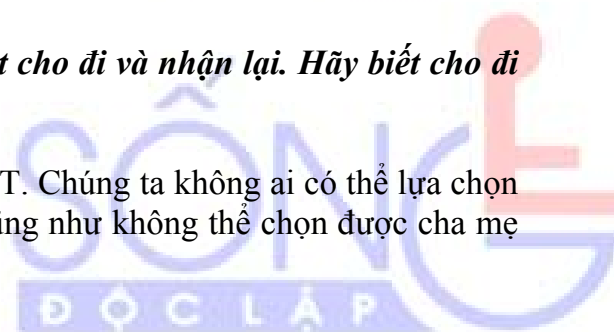 t cho đi và nhận lại. Hãy biết cho đi
T. Chúng ta không ai có thể lựa chọn
ũng như không thể chọn được cha mẹ
SỐNG
ĐỘC LẬP